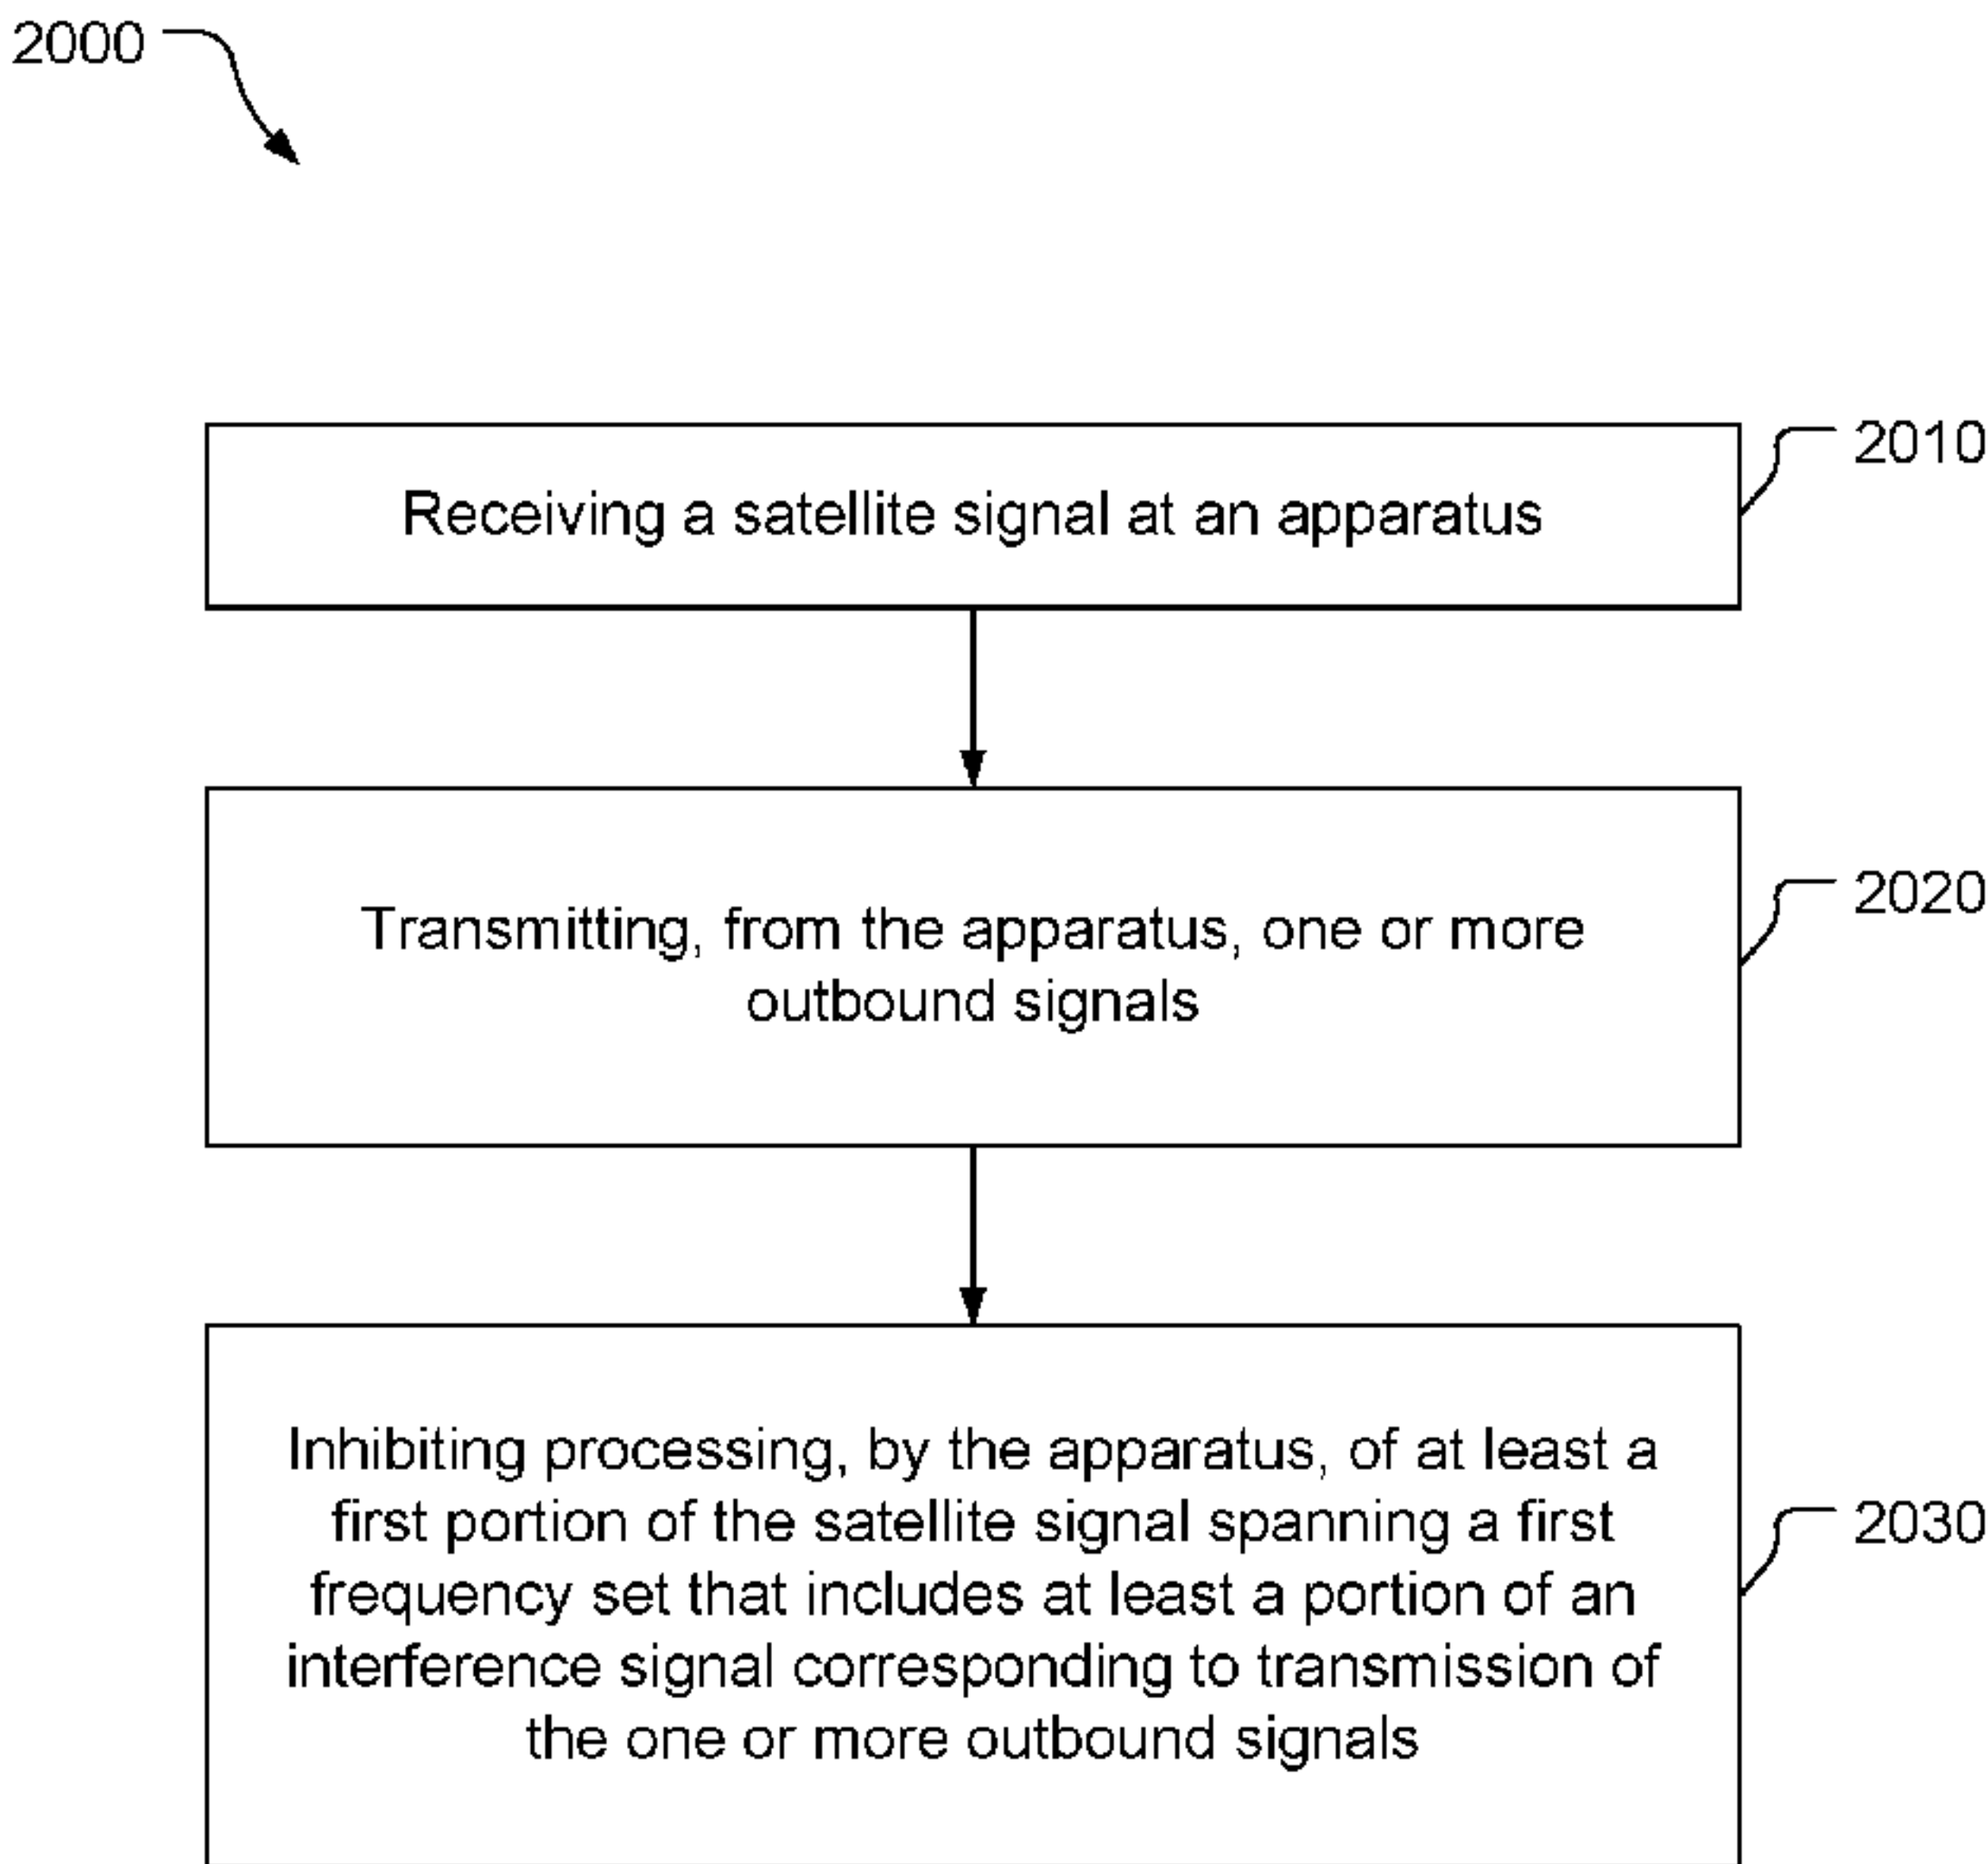 2000
2010
Receiving a satellite signal at an apparatus
2020
Transmitting, from the apparatus, one or more
outbound signals
Inhibiting processing, by the apparatus, of at least a
first portion of the satellite signal spanning a first
2030
frequency set that includes at least a portion of an
interference signal corresponding to transmission of
the one or more outbound signals